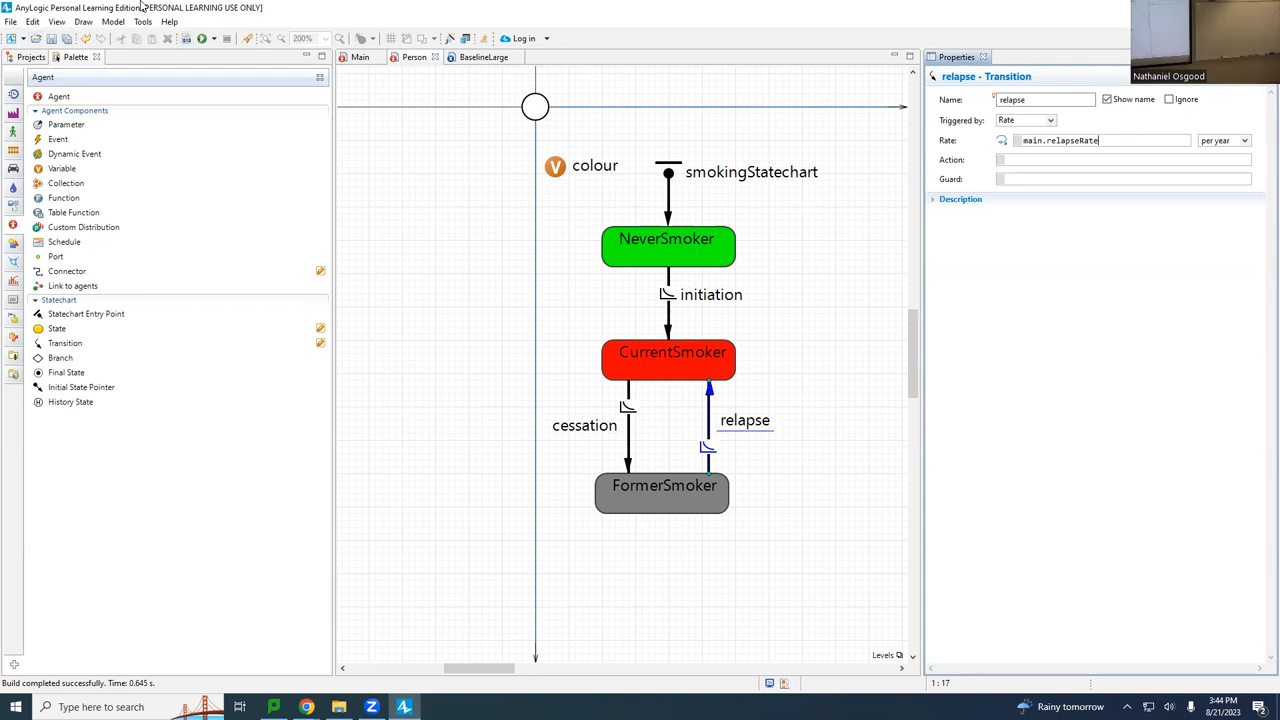 AnyLogic Personal Learning Edition [PERSONAL LEARNING USE ONLY]
File Edit View Draw Model Tools Help
200% Log in
Projects Palette
Main Person BaselineLarge
Properties
Nathaniel Osgood
Agent
Agent
Agent Components
Parameter
Event
Dynamic Event
Variable
Collection
Function
Table Function
Custom Distribution
Schedule
Port
Connector
Link to agents
Statechart
Statechart Entry Point
State
Transition
Branch
Final State
Initial State Pointer
History State
V colour
smokingStatechart
NeverSmoker
initiation
CurrentSmoker
cessation
relapse
FormerSmoker
Levels
relapse - Transition
Name: relapse Show name Ignore
Triggered by: Rate
Rate: main.relapseRate per year
Action:
Guard:
Description
Build completed successfully. Time: 0.645 s.
1 : 17
Type here to search
Rainy tomorrow
3:44 PM
8/21/2023
2